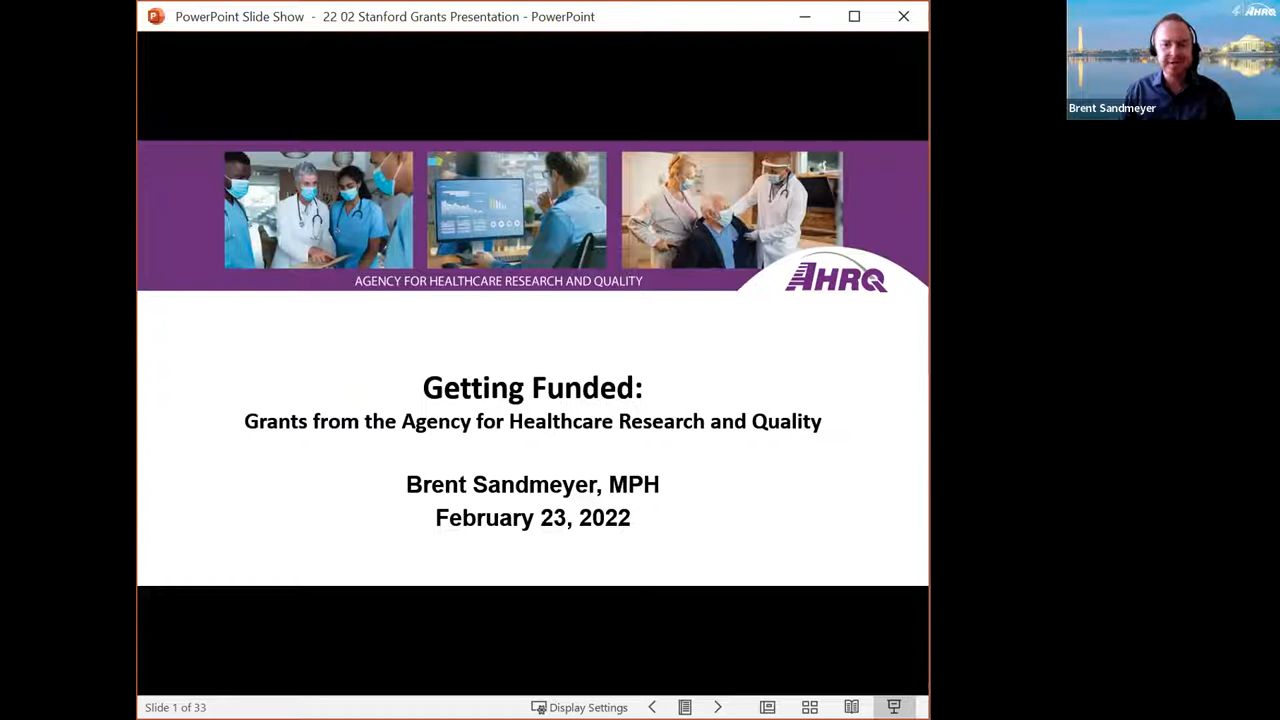 PowerPoint Slide Show - 22 02 Stanford Grants Presentation - PowerPoint
AHRQ
Brent Sandmeyer
AGENCY FOR HEALTHCARE RESEARCH AND QUALITY
AHRQ
Getting Funded:
Grants from the Agency for Healthcare Research and Quality
Brent Sandmeyer, MPH
February 23, 2022
Slide 1 of 33
Display Settings